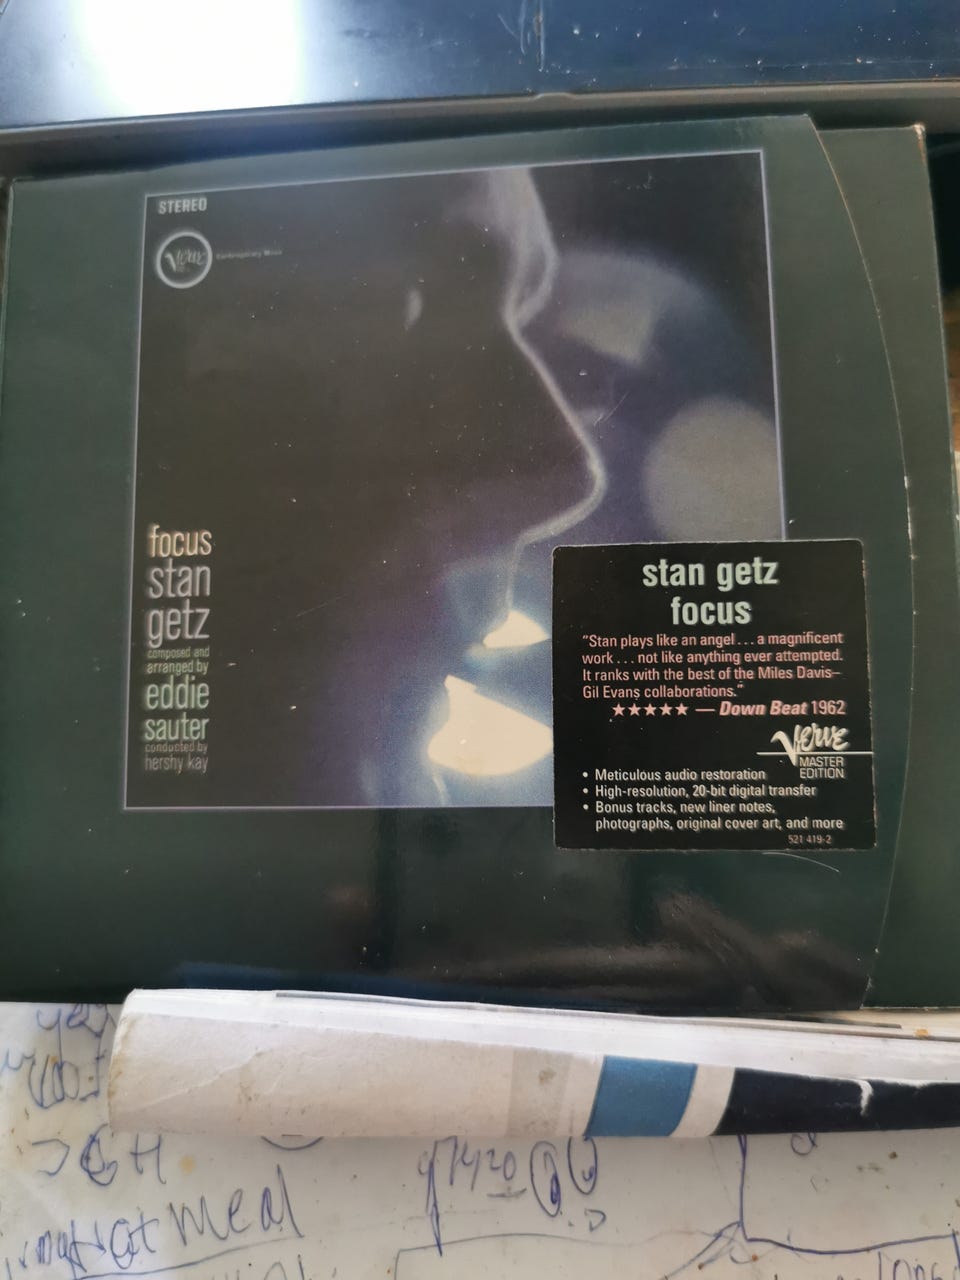 STEREO
Verve
Contemporary Music
focus
stan
getz
composed and
arranged by
eddie
sauter
conducted by
hershy kay
stan getz
focus
"Stan plays like an angel . . . a magnificent
work . . . not like anything ever attempted.
It ranks with the best of the Miles Davis–
Gil Evans collaborations."
★★★★★ — Down Beat 1962
Verve
MASTER
EDITION
• Meticulous audio restoration
• High-resolution, 20-bit digital transfer
• Bonus tracks, new liner notes,
photographs, original cover art, and more
521 419-2
meal